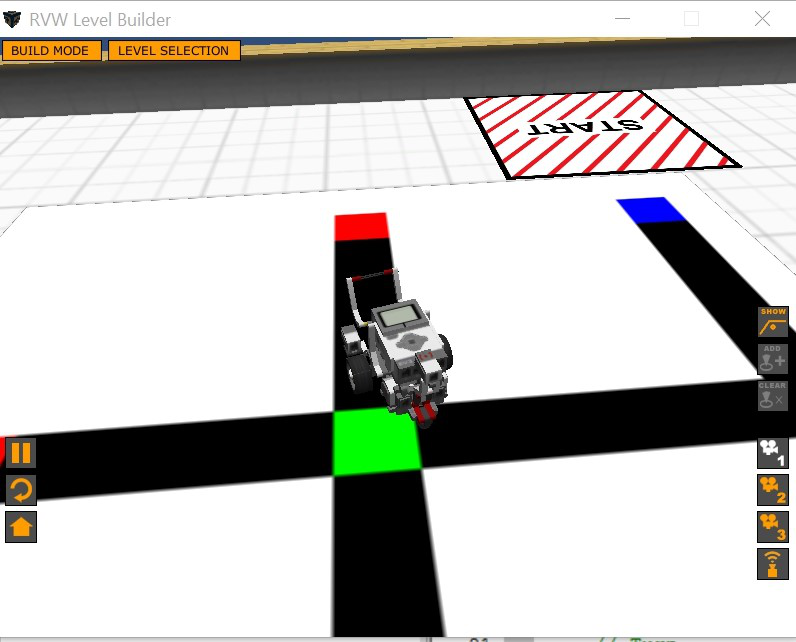 RVW Level Builder
BUILD MODE
LEVEL SELECTION
START
SHOW
ADD
CLEAR
1
2
3